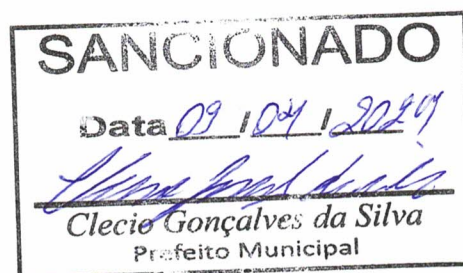 SANCIONADO
Data 09 / 04 / 2024
Clecio Gonçalves da Silva
Prefeito Municipal